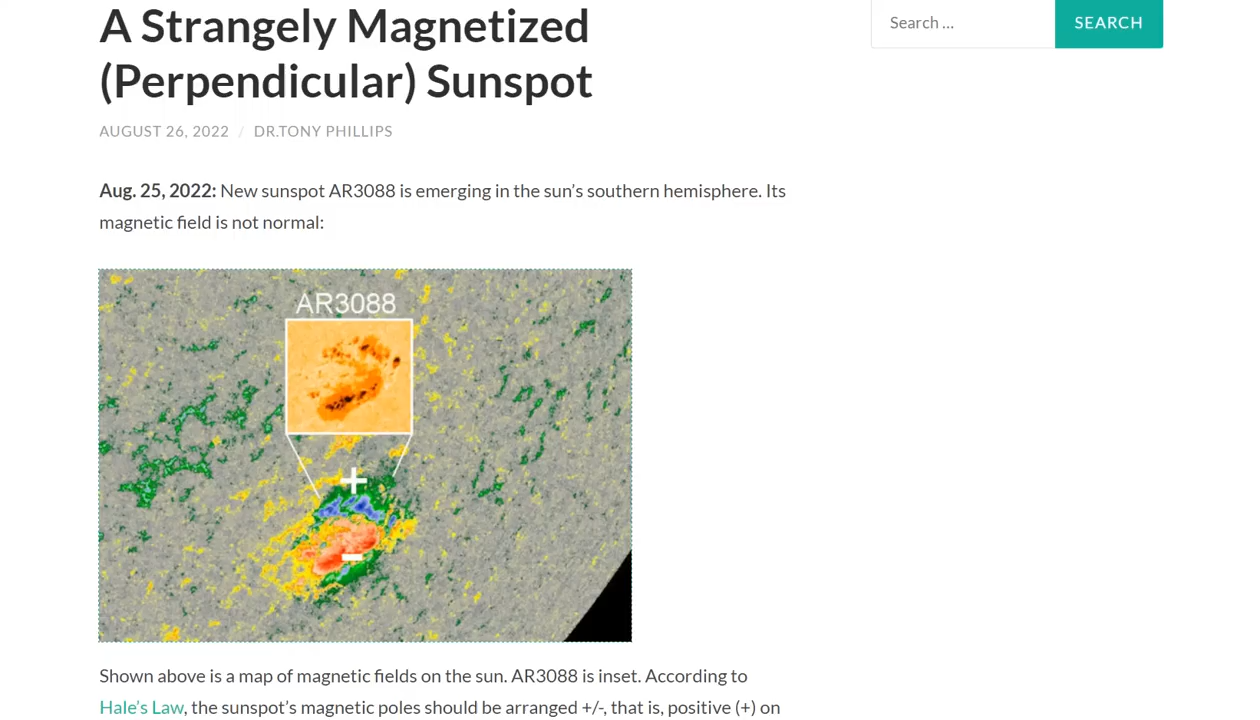 A Strangely Magnetized
(Perpendicular) Sunspot
Search ...
SEARCH
AUGUST 26, 2022 / DR.TONY PHILLIPS
Aug. 25, 2022: New sunspot AR3088 is emerging in the sun’s southern hemisphere. Its
magnetic field is not normal:
AR3088
+
-
Shown above is a map of magnetic fields on the sun. AR3088 is inset. According to
Hale’s Law, the sunspot’s magnetic poles should be arranged +/-, that is, positive (+) on